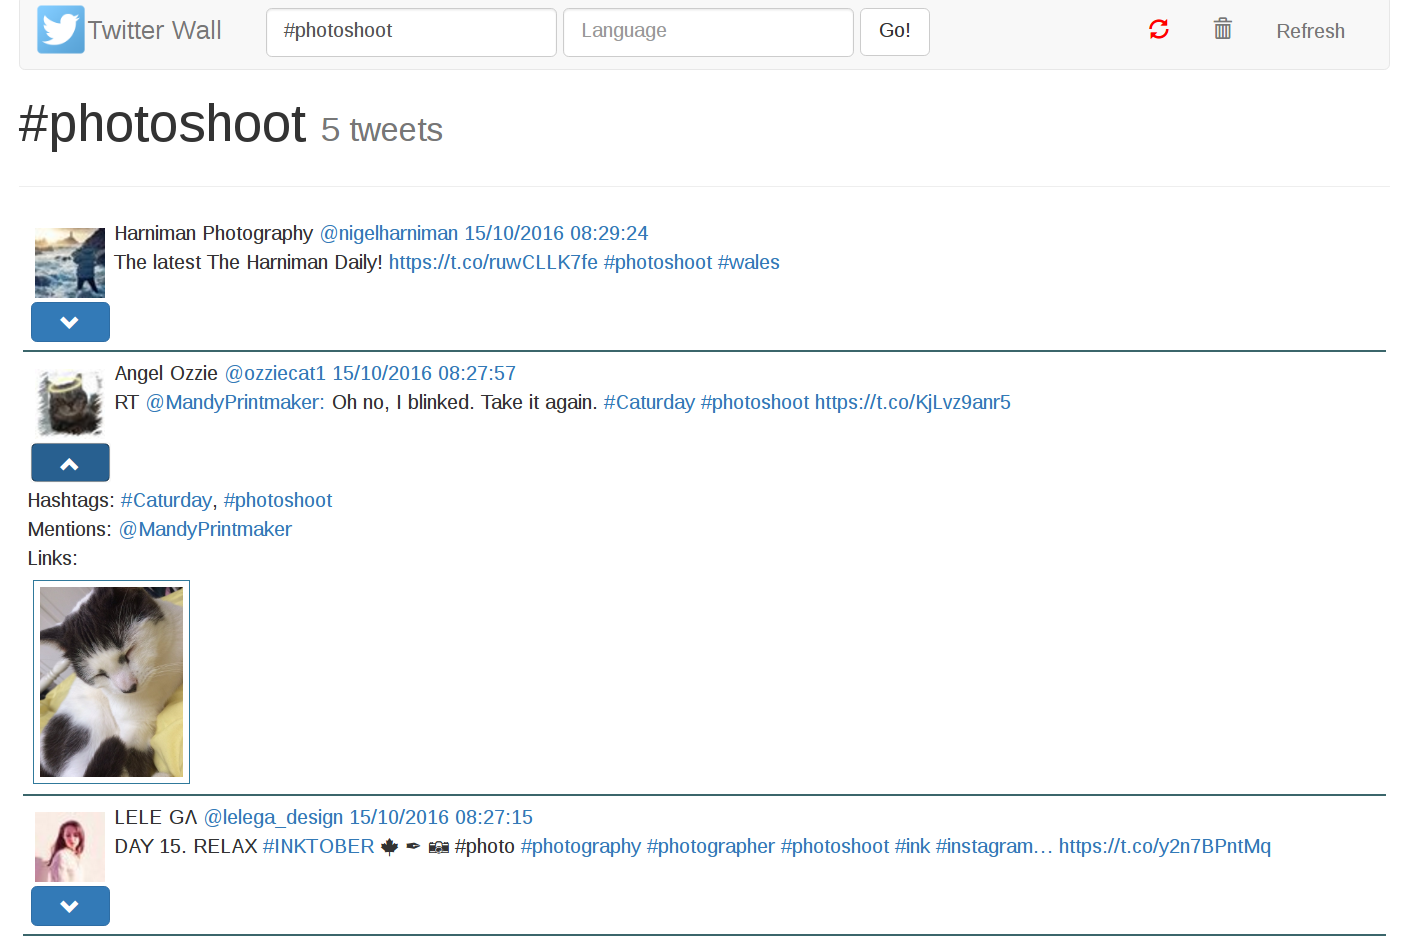 Twitter Wall #photoshoot Language Go! Refresh
#photoshoot 5 tweets
Harniman Photography @nigelharniman 15/10/2016 08:29:24
The latest The Harniman Daily! https://t.co/ruwCLLK7fe #photoshoot #wales
Angel Ozzie @ozziecat1 15/10/2016 08:27:57
RT @MandyPrintmaker: Oh no, I blinked. Take it again. #Caturday #photoshoot https://t.co/KjLvz9anr5
Hashtags: #Caturday, #photoshoot
Mentions: @MandyPrintmaker
Links:
LELE GΛ @lelega_design 15/10/2016 08:27:15
DAY 15. RELAX #INKTOBER 🍁 ✒ 📸 #photo #photography #photographer #photoshoot #ink #instagram… https://t.co/y2n7BPntMq